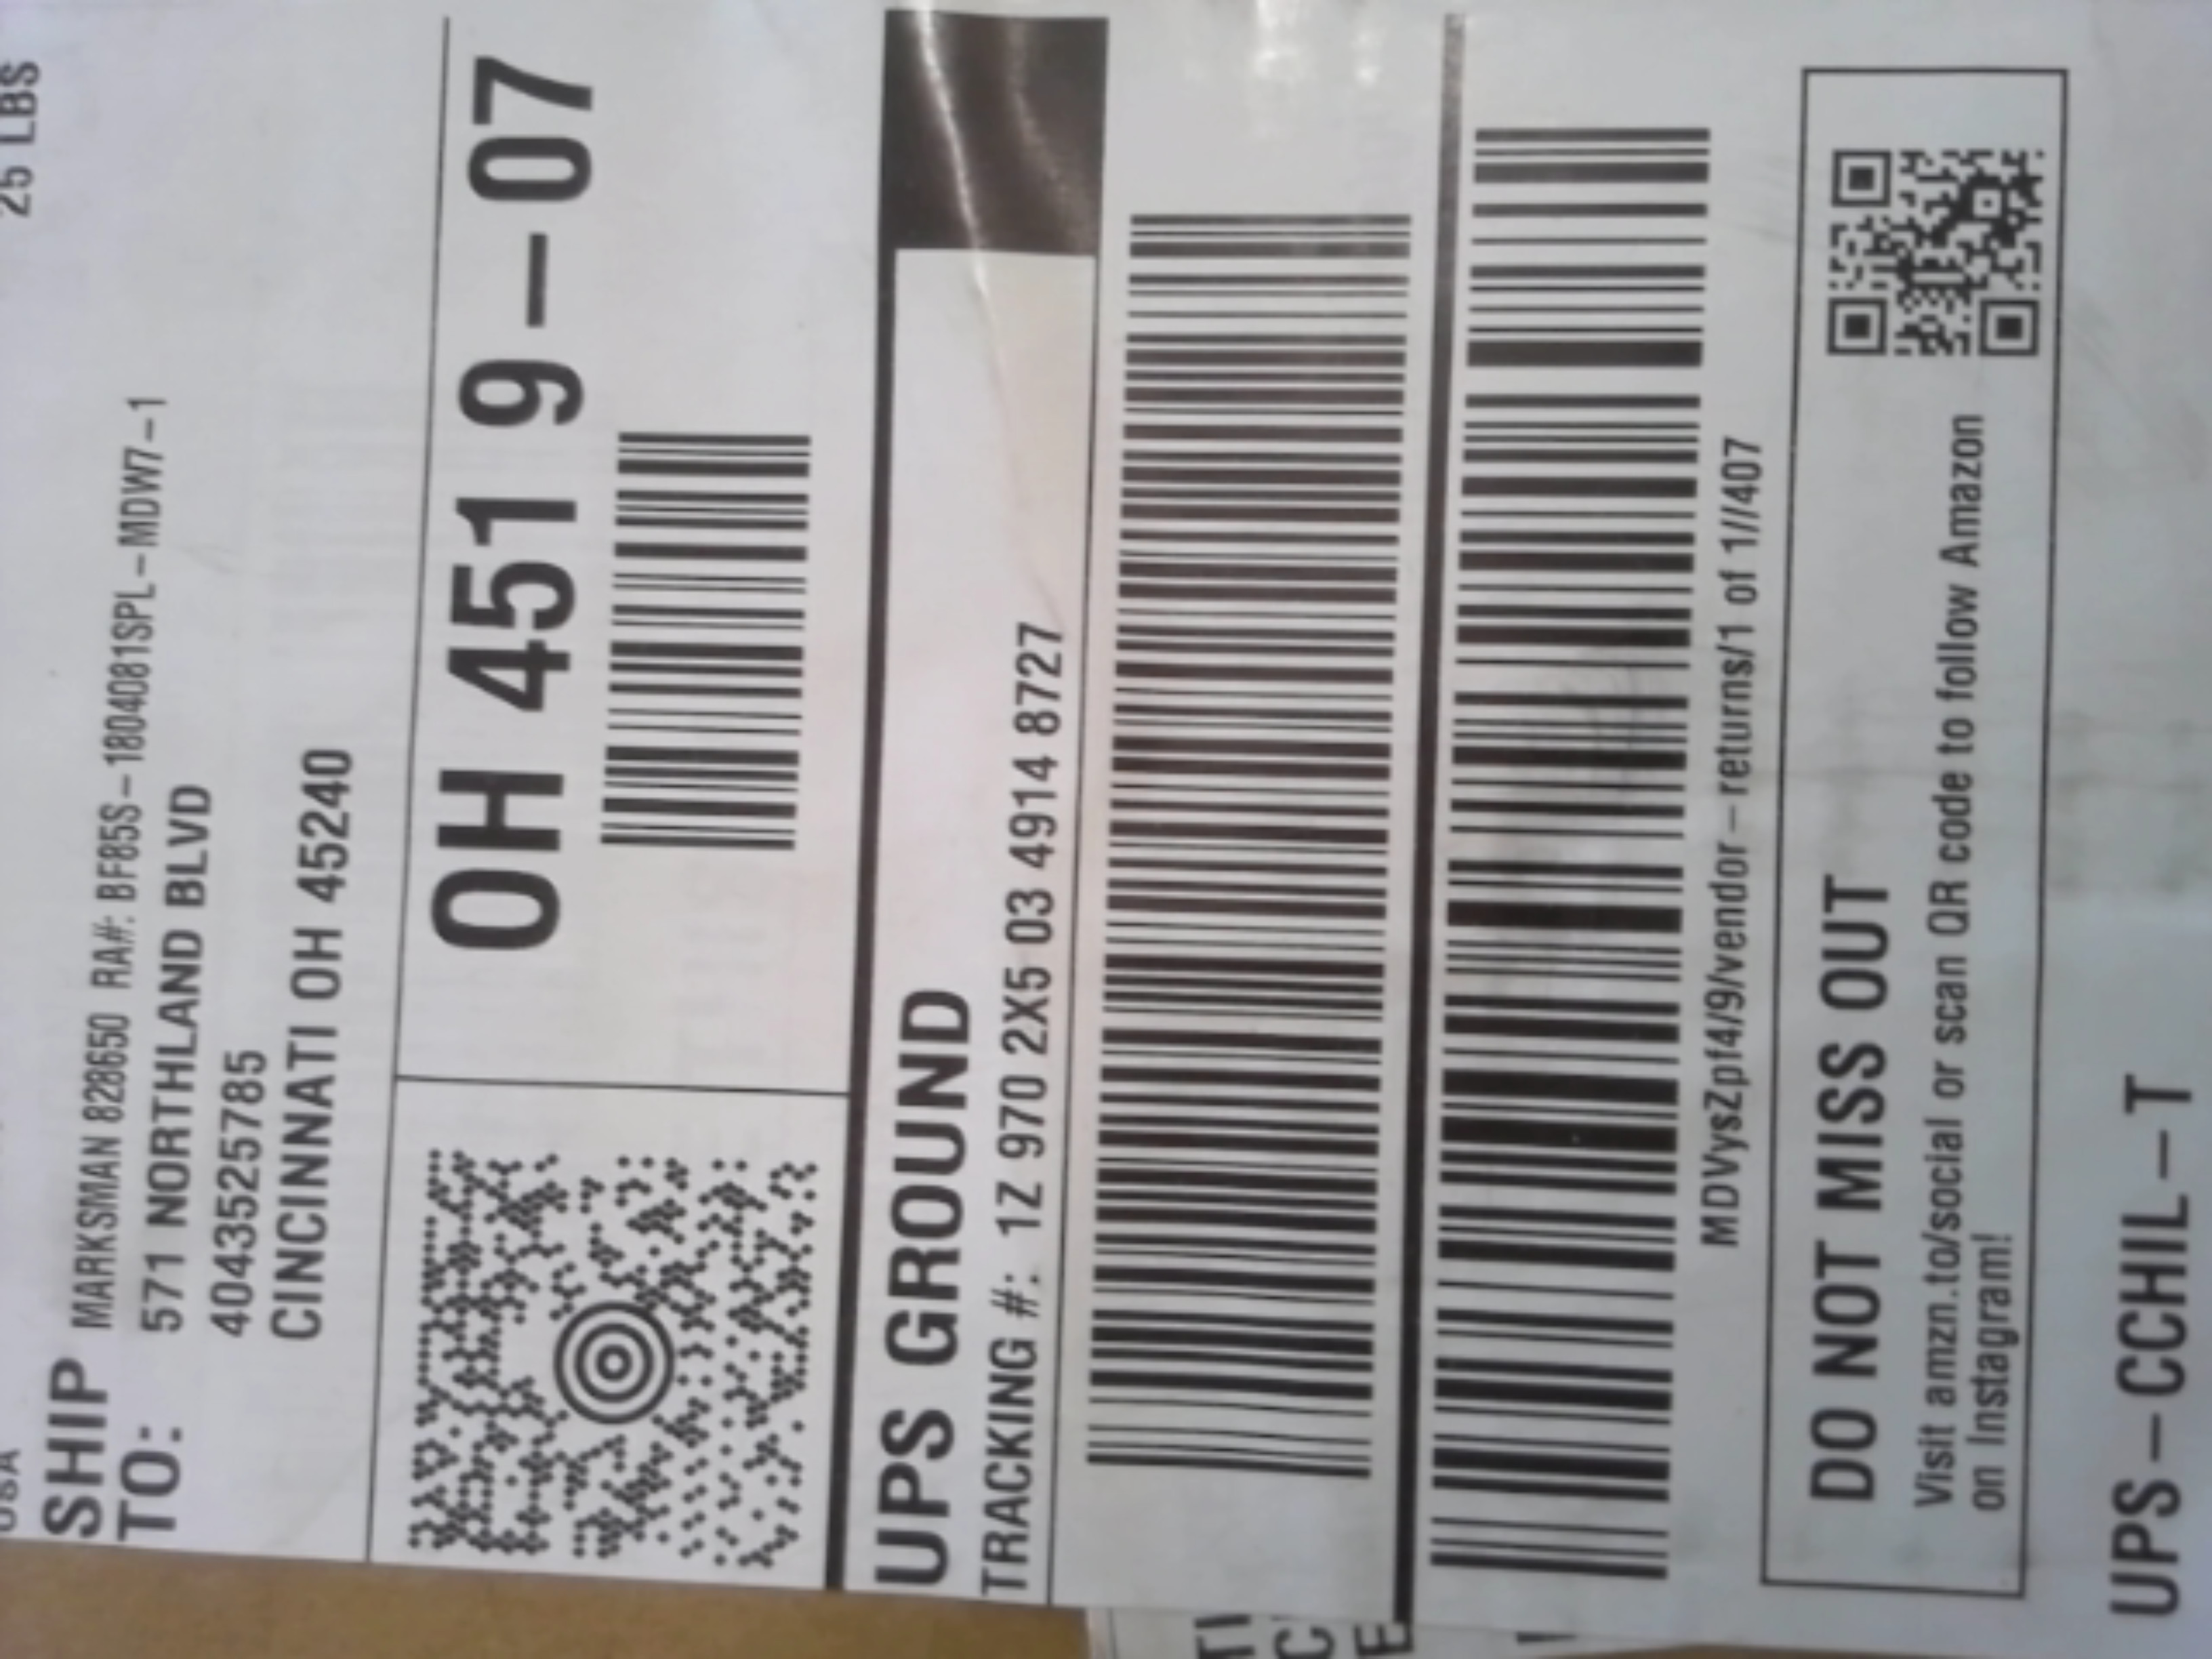 25 LBS
USA
SHIP
TO:
MARKSMAN 828650 RA#: BF85S-1804081SPL-MDW7-1
571 NORTHLAND BLVD
4043525785
CINCINNATI OH 45240
OH 451 9-07
UPS GROUND
TRACKING #: 1Z 970 2X5 03 4914 8727
MDVysZpf4/9/vendor-returns/1 of 1//407
DO NOT MISS OUT
Visit amzn.to/social or scan QR code to follow Amazon
on Instagram!
UPS-CCHIL-T